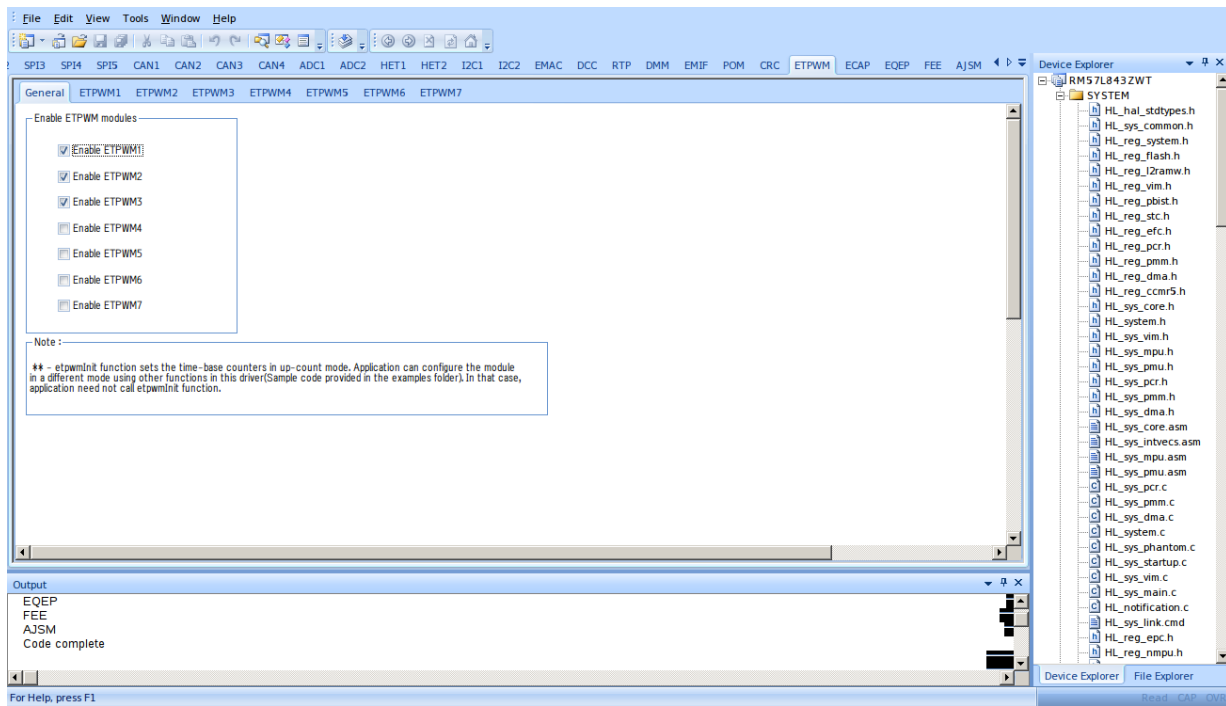 File Edit View Tools Window Help
SPI3 SPI4 SPI5 CAN1 CAN2 CAN3 CAN4 ADC1 ADC2 HET1 HET2 I2C1 I2C2 EMAC DCC RTP DMM EMIF POM CRC ETPWM ECAP EQEP FEE AJSM
General ETPWM1 ETPWM2 ETPWM3 ETPWM4 ETPWM5 ETPWM6 ETPWM7
Enable ETPWM modules
Enable ETPWM1
Enable ETPWM2
Enable ETPWM3
Enable ETPWM4
Enable ETPWM5
Enable ETPWM6
Enable ETPWM7
Note :
** - etpwmInit function sets the time-base counters in up-count mode. Application can configure the module
in a different mode using other functions in this driver(Sample code provided in the examples folder). In that case,
application need not call etpwmInit function.
Output
EQEP
FEE
AJSM
Code complete
Device Explorer
RM57L843ZWT
SYSTEM
HL_hal_stdtypes.h
HL_sys_common.h
HL_reg_system.h
HL_reg_flash.h
HL_reg_l2ramw.h
HL_reg_vim.h
HL_reg_pbist.h
HL_reg_stc.h
HL_reg_efc.h
HL_reg_pcr.h
HL_reg_pmm.h
HL_reg_dma.h
HL_reg_ccmr5.h
HL_sys_core.h
HL_system.h
HL_sys_vim.h
HL_sys_mpu.h
HL_sys_pmu.h
HL_sys_pcr.h
HL_sys_pmm.h
HL_sys_dma.h
HL_sys_core.asm
HL_sys_intvecs.asm
HL_sys_mpu.asm
HL_sys_pmu.asm
HL_sys_pcr.c
HL_sys_pmm.c
HL_sys_dma.c
HL_system.c
HL_sys_phantom.c
HL_sys_startup.c
HL_sys_vim.c
HL_sys_main.c
HL_notification.c
HL_sys_link.cmd
HL_reg_epc.h
HL_reg_nmpu.h
Device Explorer File Explorer
For Help, press F1
Read CAP OVR